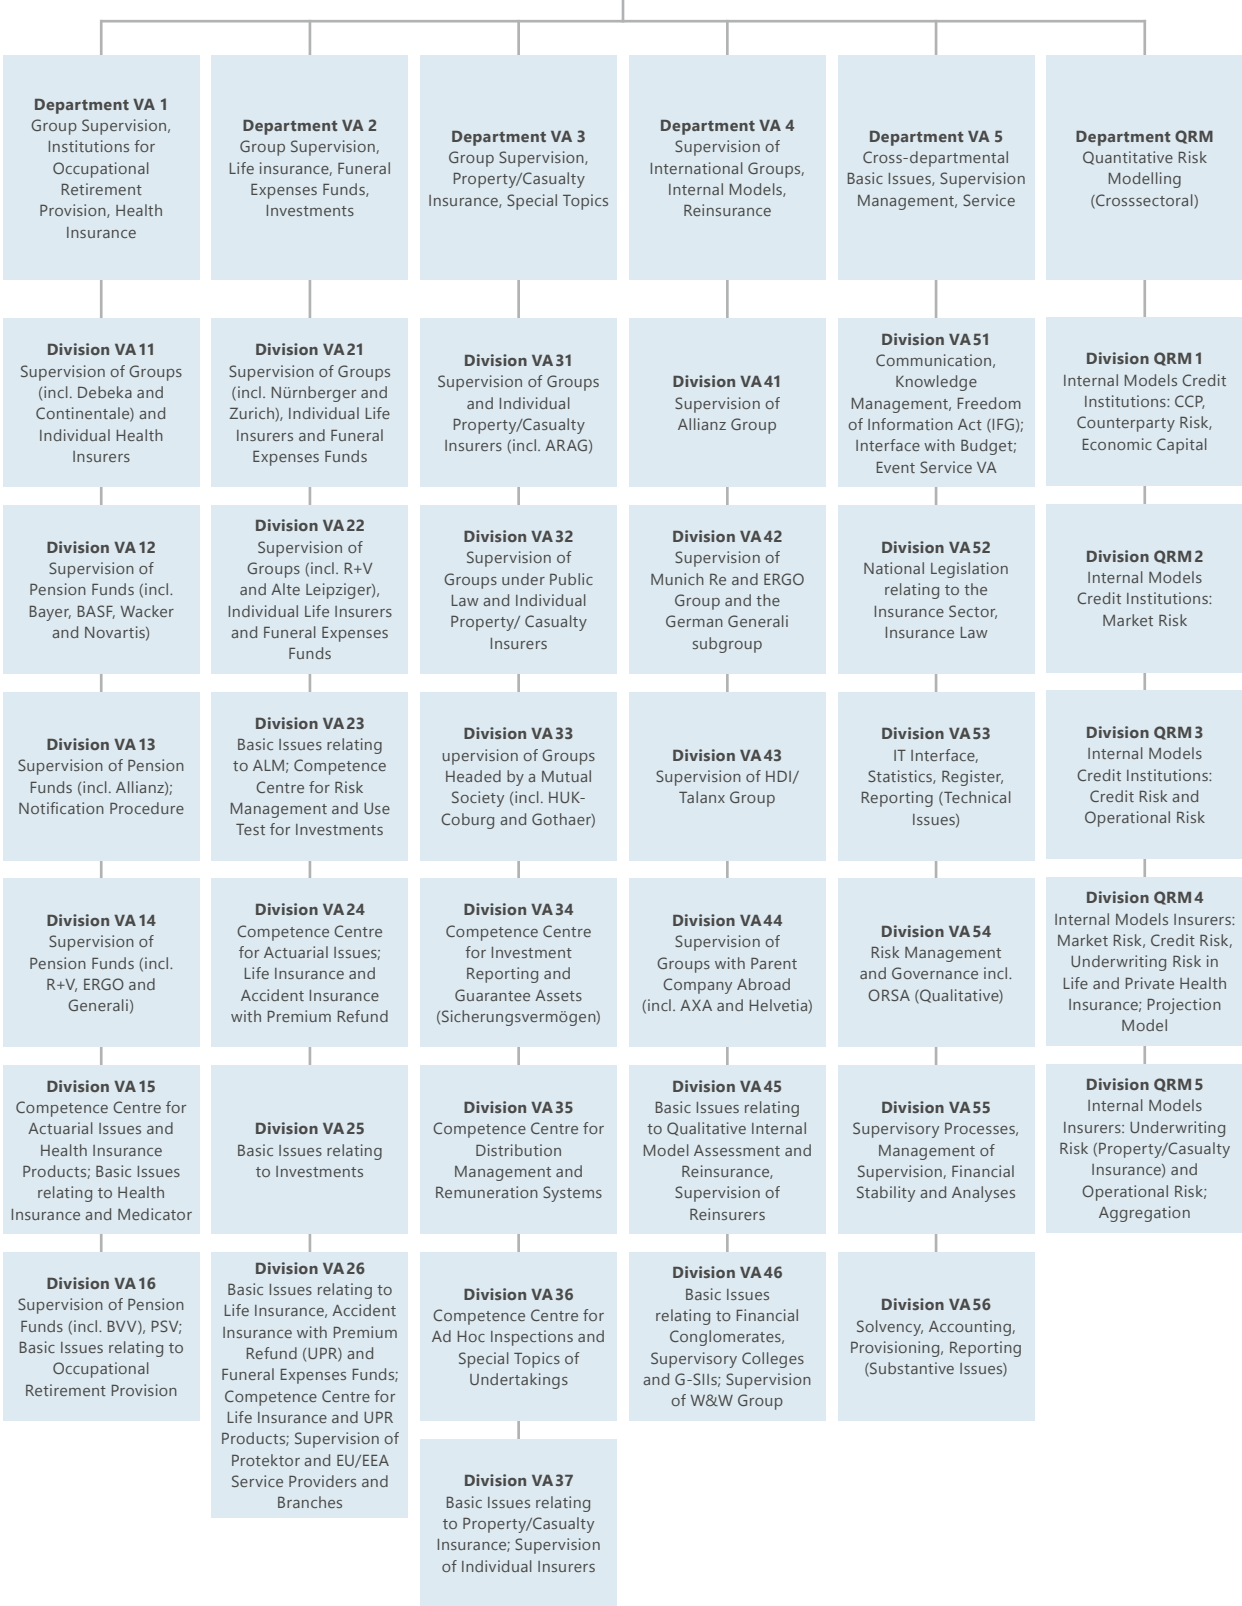 Department VA 1
Group Supervision,
Institutions for
Occupational
Retirement
Provision, Health
Insurance
Department VA 2
Group Supervision,
Life insurance, Funeral
Expenses Funds,
Investments
Department VA 3
Group Supervision,
Property/Casualty
Insurance, Special Topics
Department VA 4
Supervision of
International Groups,
Internal Models,
Reinsurance
Department VA 5
Cross-departmental
Basic Issues, Supervision
Management, Service
Department QRM
Quantitative Risk
Modelling
(Crosssectoral)
Division VA 11
Supervision of Groups
(incl. Debeka and
Continentale) and
Individual Health
Insurers
Division VA 21
Supervision of Groups
(incl. Nürnberger and
Zurich), Individual Life
Insurers and Funeral
Expenses Funds
Division VA 31
Supervision of Groups
and Individual
Property/Casualty
Insurers (incl. ARAG)
Division VA 41
Supervision of
Allianz Group
Division VA 51
Communication,
Knowledge
Management, Freedom
of Information Act (IFG);
Interface with Budget;
Event Service VA
Division QRM 1
Internal Models Credit
Institutions: CCP,
Counterparty Risk,
Economic Capital
Division VA 12
Supervision of
Pension Funds (incl.
Bayer, BASF, Wacker
and Novartis)
Division VA 22
Supervision of
Groups (incl. R+V
and Alte Leipziger),
Individual Life Insurers
and Funeral Expenses
Funds
Division VA 32
Supervision of
Groups under Public
Law and Individual
Property/ Casualty
Insurers
Division VA 42
Supervision of
Munich Re and ERGO
Group and the
German Generali
subgroup
Division VA 52
National Legislation
relating to the
Insurance Sector,
Insurance Law
Division QRM 2
Internal Models
Credit Institutions:
Market Risk
Division VA 13
Supervision of Pension
Funds (incl. Allianz);
Notification Procedure
Division VA 23
Basic Issues relating
to ALM; Competence
Centre for Risk
Management and Use
Test for Investments
Division VA 33
upervision of Groups
Headed by a Mutual
Society (incl. HUK-
Coburg and Gothaer)
Division VA 43
Supervision of HDI/
Talanx Group
Division VA 53
IT Interface,
Statistics, Register,
Reporting (Technical
Issues)
Division QRM 3
Internal Models
Credit Institutions:
Credit Risk and
Operational Risk
Division VA 14
Supervision of
Pension Funds (incl.
R+V, ERGO and
Generali)
Division VA 24
Competence Centre
for Actuarial Issues;
Life Insurance and
Accident Insurance
with Premium Refund
Division VA 34
Competence Centre
for Investment
Reporting and
Guarantee Assets
(Sicherungsvermögen)
Division VA 44
Supervision of
Groups with Parent
Company Abroad
(incl. AXA and Helvetia)
Division VA 54
Risk Management
and Governance incl.
ORSA (Qualitative)
Division QRM 4
Internal Models Insurers:
Market Risk, Credit Risk,
Underwriting Risk in
Life and Private Health
Insurance; Projection
Model
Division VA 15
Competence Centre for
Actuarial Issues and
Health Insurance
Products; Basic Issues
relating to Health
Insurance and Medicator
Division VA 25
Basic Issues relating
to Investments
Division VA 35
Competence Centre for
Distribution
Management and
Remuneration Systems
Division VA 45
Basic Issues relating
to Qualitative Internal
Model Assessment and
Reinsurance,
Supervision of
Reinsurers
Division VA 55
Supervisory Processes,
Management of
Supervision, Financial
Stability and Analyses
Division QRM 5
Internal Models
Insurers: Underwriting
Risk (Property/Casualty
Insurance) and
Operational Risk;
Aggregation
Division VA 16
Supervision of Pension
Funds (incl. BVV), PSV;
Basic Issues relating to
Occupational
Retirement Provision
Division VA 26
Basic Issues relating to
Life Insurance, Accident
Insurance with Premium
Refund (UPR) and
Funeral Expenses Funds;
Competence Centre for
Life Insurance and UPR
Products; Supervision of
Protektor and EU/EEA
Service Providers and
Branches
Division VA 36
Competence Centre for
Ad Hoc Inspections and
Special Topics of
Undertakings
Division VA 46
Basic Issues
relating to Financial
Conglomerates,
Supervisory Colleges
and G-SIIs; Supervision
of W&W Group
Division VA 56
Solvency, Accounting,
Provisioning, Reporting
(Substantive Issues)
Division VA 37
Basic Issues relating
to Property/Casualty
Insurance; Supervision
of Individual Insurers